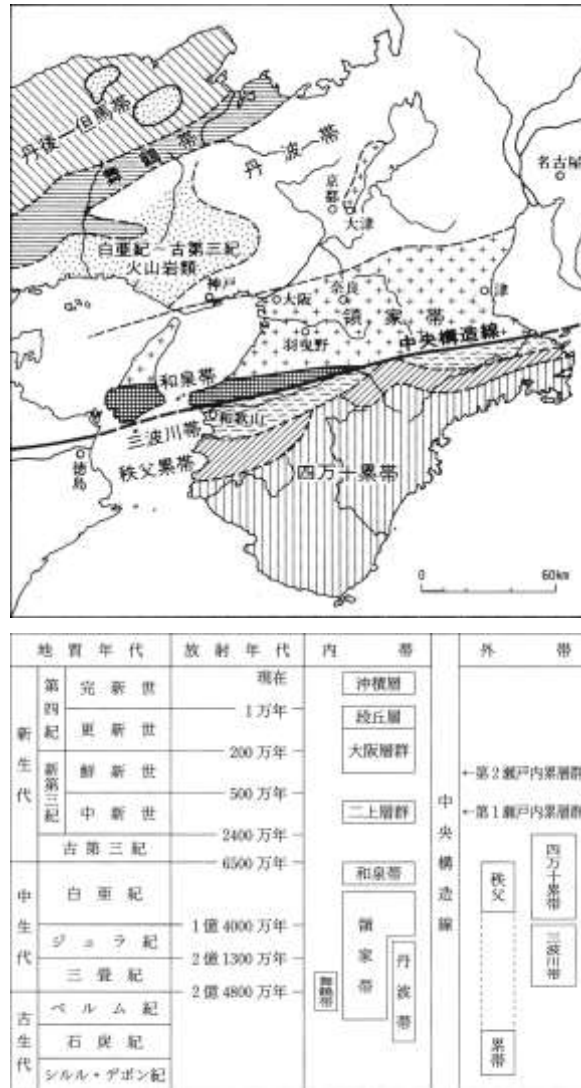 丹後－但馬帯
舞鶴帯
丹波帯
名古屋
京都
大津
白亜紀～古第三紀
火山岩類
神戸
大阪
奈良
津
領家帯
羽曳野
中央構造線
和泉帯
和歌山
三波川帯
秩父累帯
徳島
四万十累帯
0 60km
地質年代 放射年代 内帯 中央構造線 外帯
新生代 第四紀 完新世 現在 沖積層
1万年
更新世 段丘層
大阪層群
200万年
新第三紀 鮮新世 ←第2瀬戸内累層群
500万年
中新世 二上層群 ←第1瀬戸内累層群
2400万年
古第三紀 四万十累帯
6500万年
中生代 白亜紀 和泉帯 秩父
1億4000万年
ジュラ紀 領家帯 丹波帯 三波川帯
2億1300万年
三畳紀 舞鶴帯
2億4800万年
古生代 ペルム紀
石炭紀 累帯
シルル・デボン紀